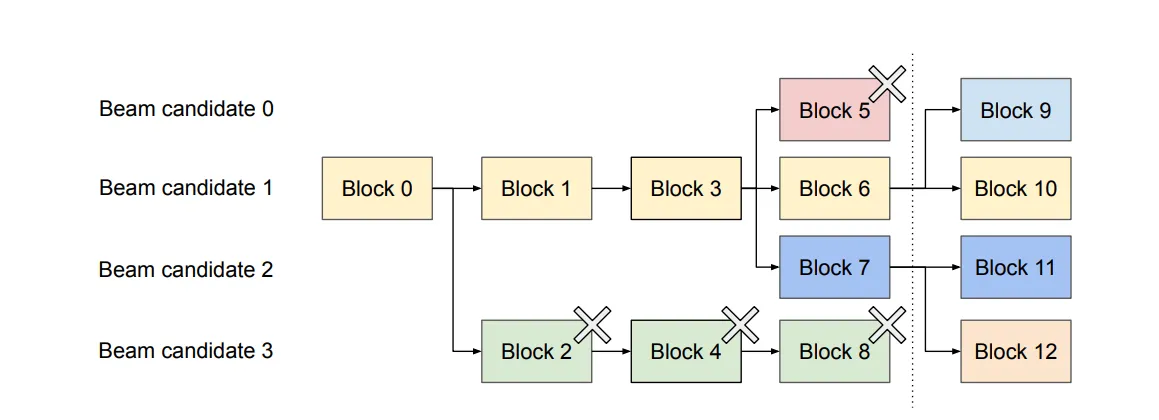 Beam candidate 0
Block 5
Block 9
Beam candidate 1
Block 0
Block 1
Block 3
Block 6
Block 10
Beam candidate 2
Block 7
Block 11
Beam candidate 3
Block 2
Block 4
Block 8
Block 12